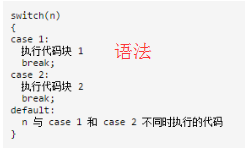 switch(n)
{
case 1:
  执行代码块 1
  break;
case 2:
  执行代码块 2
  break;
default:
  n 与 case 1 和 case 2 不同时执行的代码
}
语法